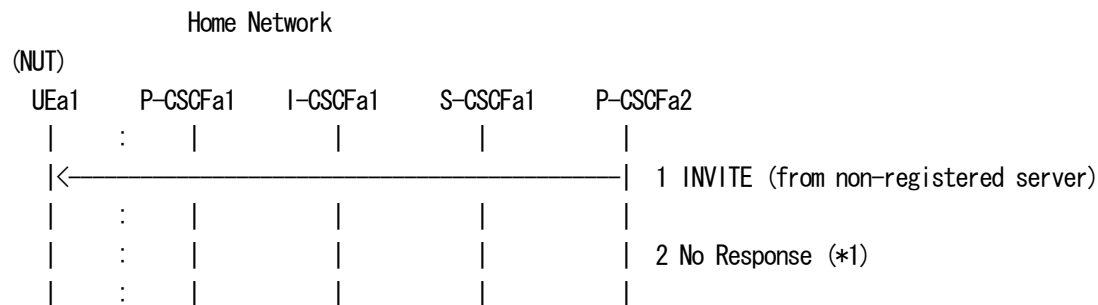 Home Network
(NUT)
UEa1 P-CSCFa1 I-CSCFa1 S-CSCFa1 P-CSCFa2
| : | | | |
|<-----------------------------------------------| 1 INVITE (from non-registered server)
| : | | | |
| : | | | | 2 No Response (*1)
| : | | | |